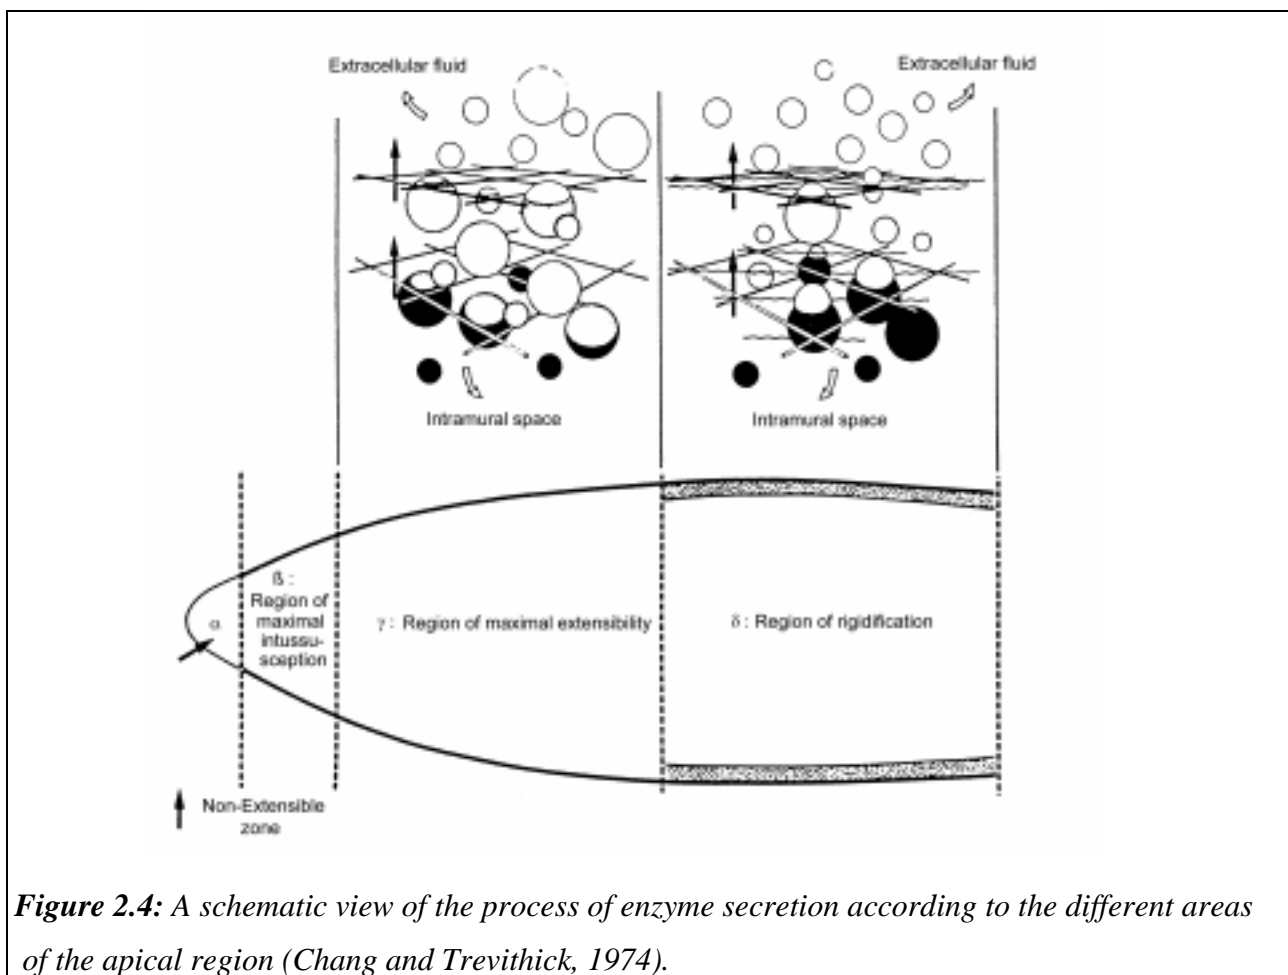 Extracellular fluid
Extracellular fluid
Intramural space
Intramural space
α
ß :
Region of
maximal
intussu-
sception
γ : Region of maximal extensibility
δ : Region of rigidification
Non-Extensible
zone
Figure 2.4: A schematic view of the process of enzyme secretion according to the different areas
of the apical region (Chang and Trevithick, 1974).